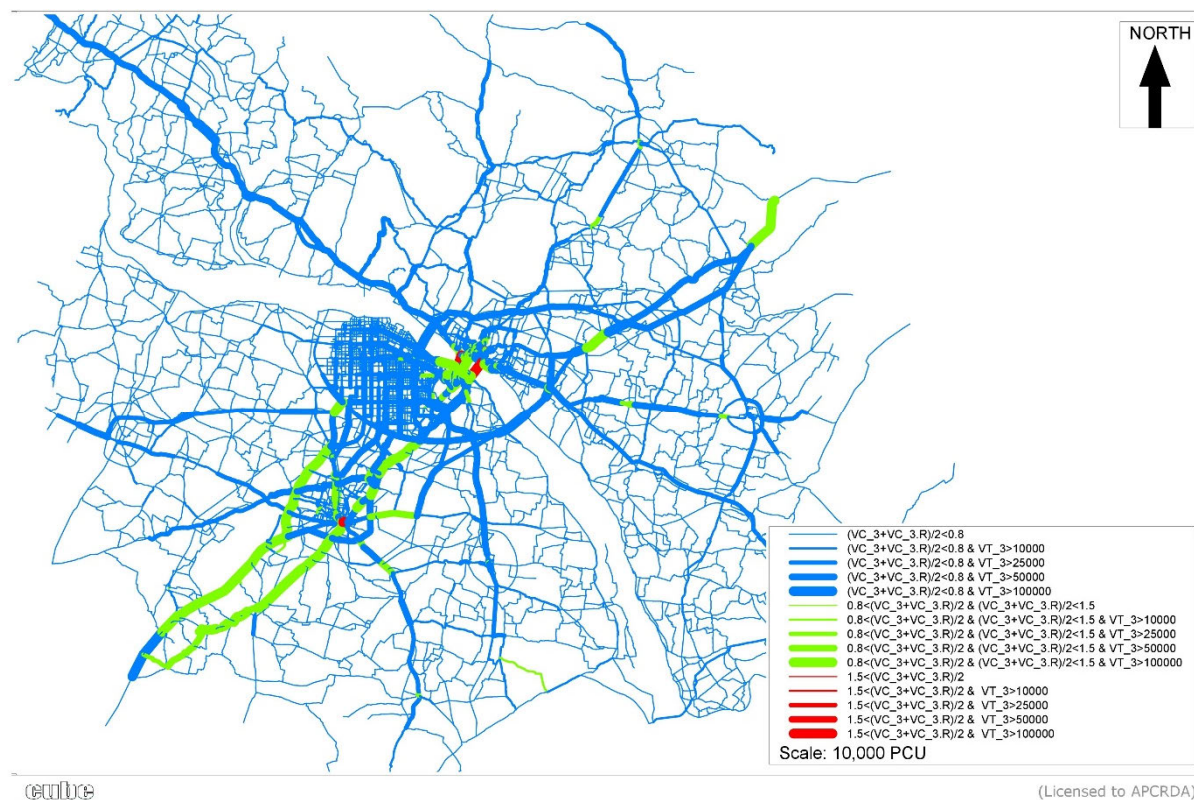 NORTH
(VC_3+VC_3.R)/2<0.8
(VC_3+VC_3.R)/2<0.8 & VT_3>10000
(VC_3+VC_3.R)/2<0.8 & VT_3>25000
(VC_3+VC_3.R)/2<0.8 & VT_3>50000
(VC_3+VC_3.R)/2<0.8 & VT_3>100000
0.8<(VC_3+VC_3.R)/2 & (VC_3+VC_3.R)/2<1.5
0.8<(VC_3+VC_3.R)/2 & (VC_3+VC_3.R)/2<1.5 & VT_3>10000
0.8<(VC_3+VC_3.R)/2 & (VC_3+VC_3.R)/2<1.5 & VT_3>25000
0.8<(VC_3+VC_3.R)/2 & (VC_3+VC_3.R)/2<1.5 & VT_3>50000
0.8<(VC_3+VC_3.R)/2 & (VC_3+VC_3.R)/2<1.5 & VT_3>100000
1.5<(VC_3+VC_3.R)/2
1.5<(VC_3+VC_3.R)/2 & VT_3>10000
1.5<(VC_3+VC_3.R)/2 & VT_3>25000
1.5<(VC_3+VC_3.R)/2 & VT_3>50000
1.5<(VC_3+VC_3.R)/2 & VT_3>100000
Scale: 10,000 PCU
cube
(Licensed to APCRDA)